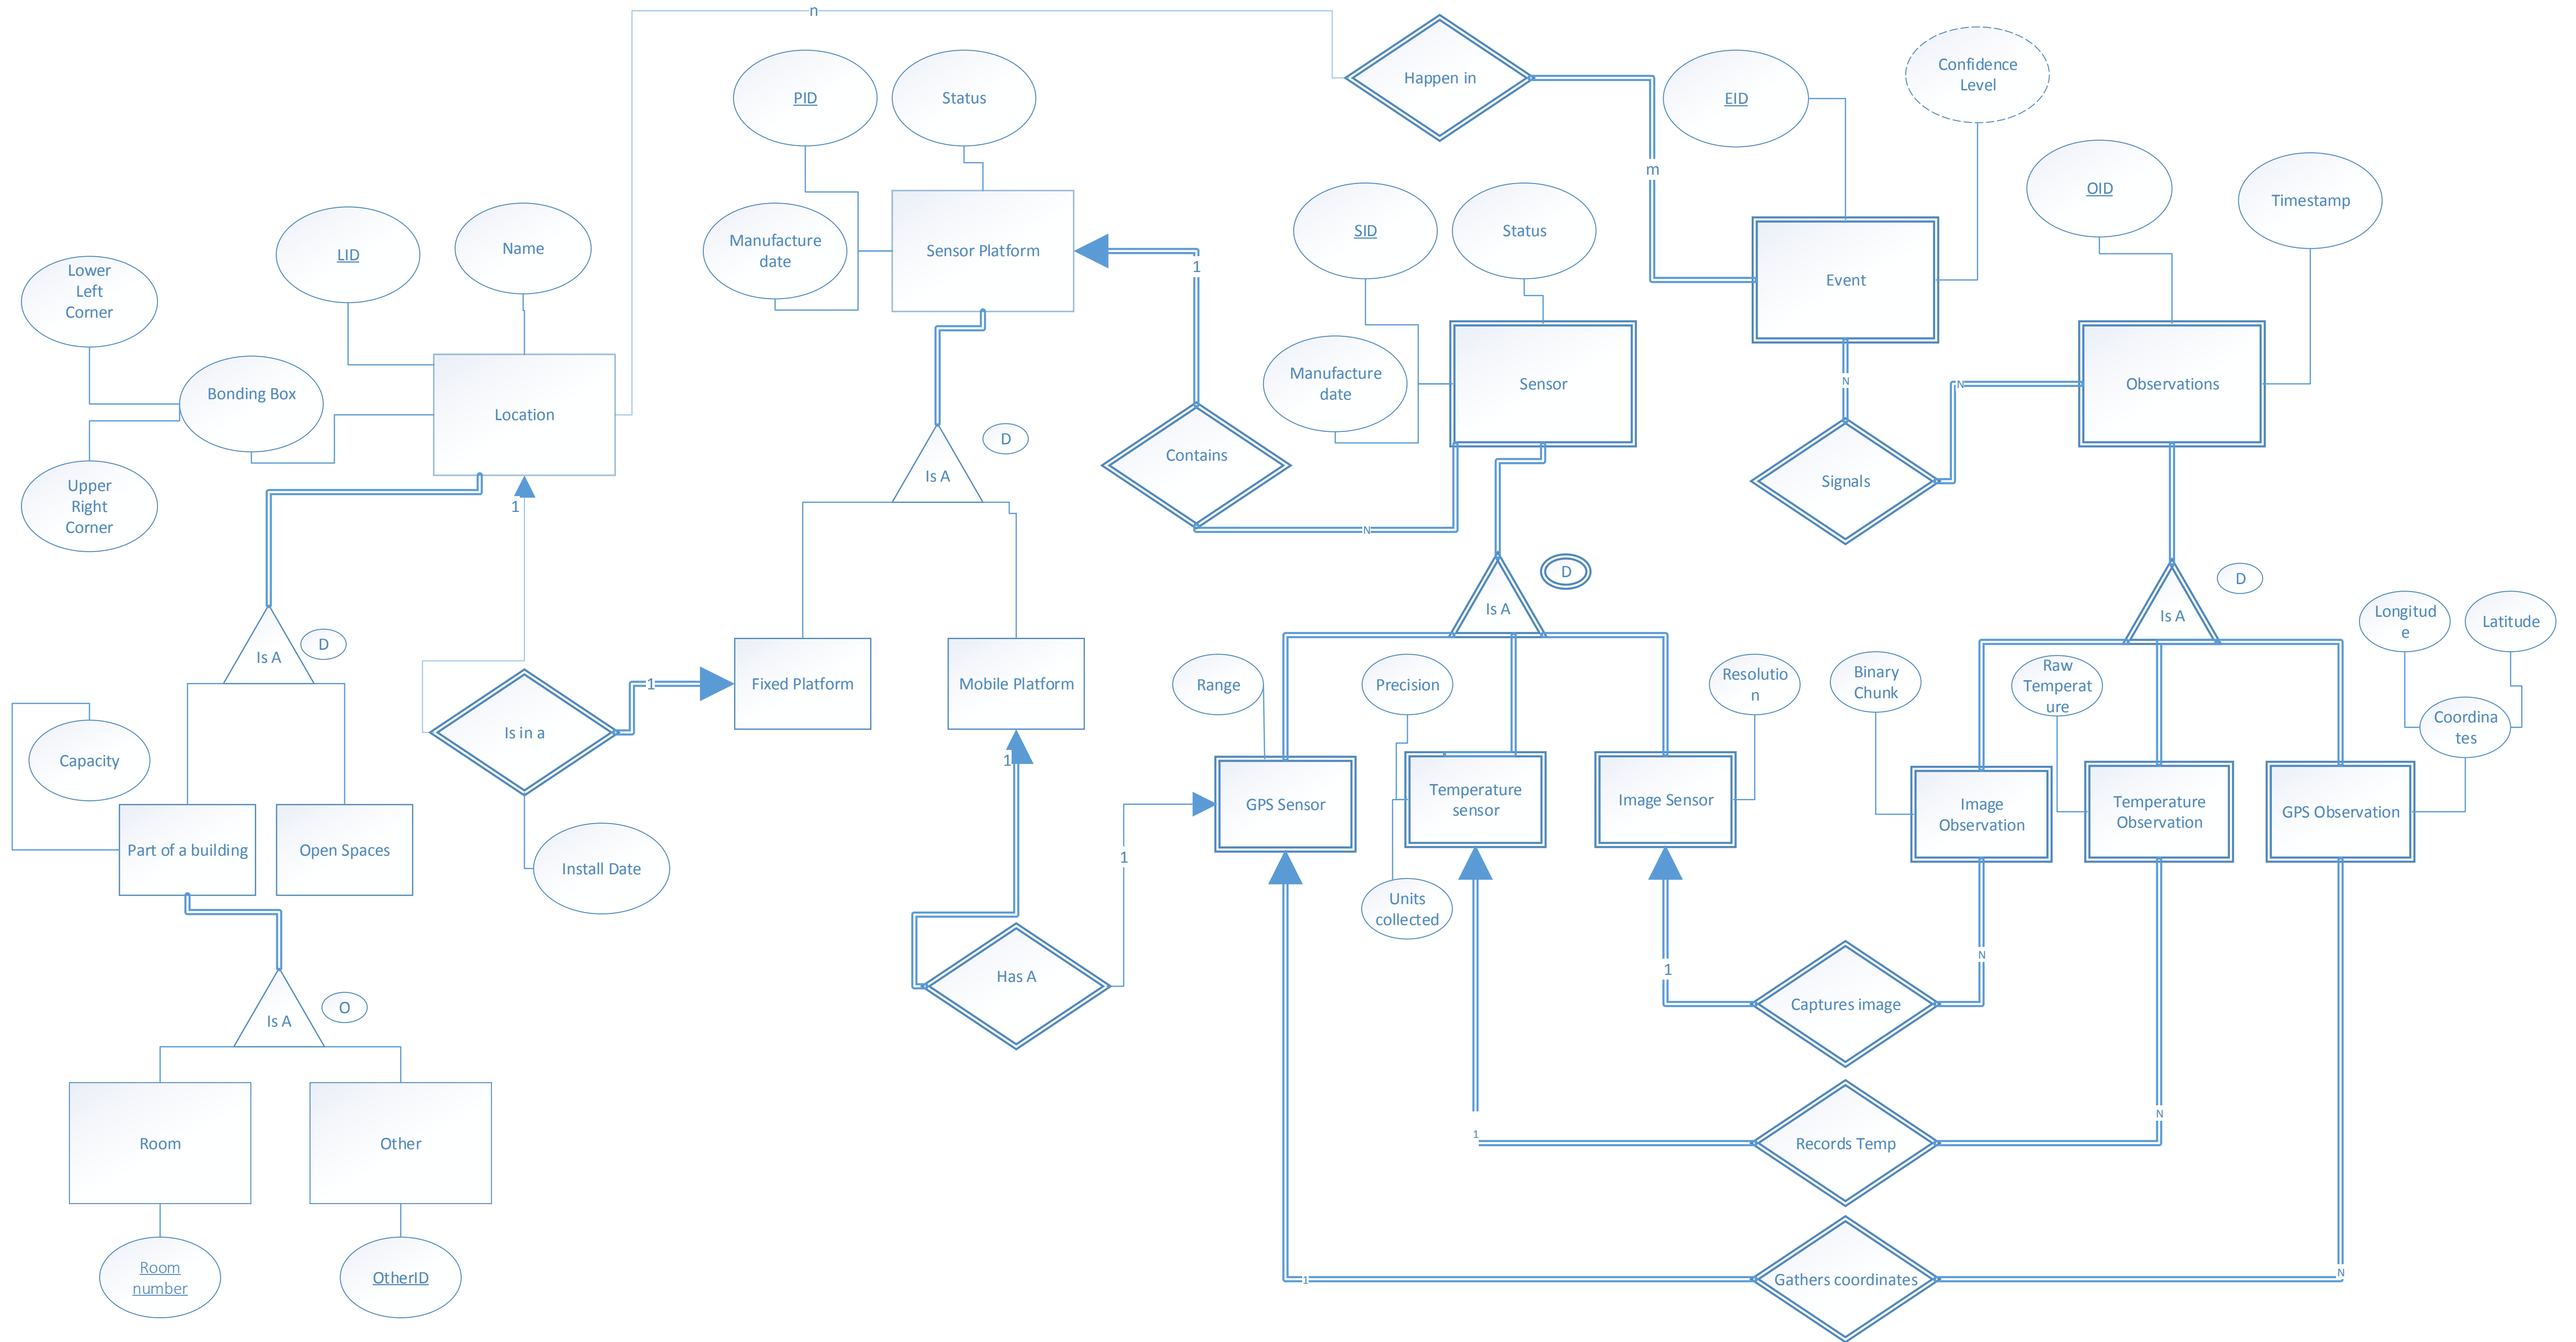 n
Happen in
Confidence
Level
PID
Status
EID
m
OID
Timestamp
SID
Status
LID
Name
Manufacture
date
Sensor Platform
1
Event
Lower
Left
Corner
Manufacture
date
Sensor
N
N
Observations
Bonding Box
Location
D
Is A
Contains
Signals
Upper
Right
Corner
1
N
D
Is A
D
Is A
Longitud
e
Latitude
Is A
D
1
Fixed Platform
Mobile Platform
Range
Precision
Resolutio
n
Binary
Chunk
Raw
Temperat
ure
Coordina
tes
Is in a
Capacity
1
GPS Sensor
Temperature
sensor
Image Sensor
Image
Observation
Temperature
Observation
GPS Observation
Part of a building
Open Spaces
1
Install Date
Units
collected
Has A
1
N
Captures image
O
Is A
Room
Other
1
Records Temp
N
Room
number
OtherID
1
Gathers coordinates
N